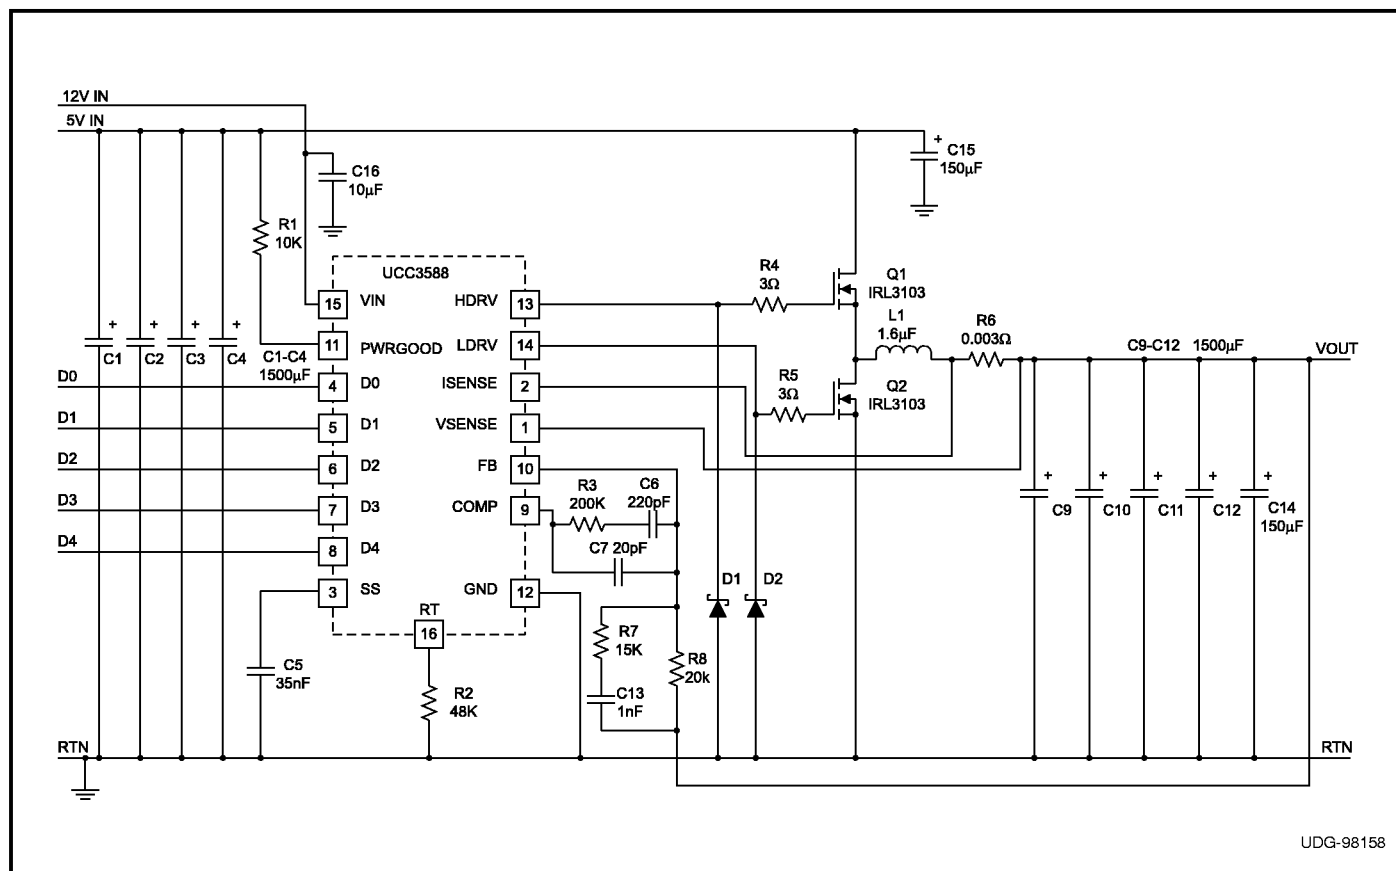 12V IN
5V IN
C16
10µF
+
C15
150µF
R1
10K
UCC3588
15
VIN
HDRV
13
R4
3Ω
Q1
IRL3103
11
PWRGOOD
LDRV
14
L1
1.6µF
R6
0.003Ω
C9-C12 1500µF
VOUT
+
C1
+
C2
+
C3
+
C4
C1-C4
1500µF
D0
4
D0
ISENSE
2
R5
3Ω
Q2
IRL3103
D1
5
D1
VSENSE
1
D2
6
D2
FB
10
D3
7
D3
COMP
9
R3
200K
C6
220pF
+
C9
+
C10
+
C11
+
C12
+
C14
150µF
D4
8
D4
C7 20pF
3
SS
GND
12
D1
D2
RT
16
R7
15K
R8
20k
C5
35nF
R2
48K
C13
1nF
RTN
RTN
UDG-98158